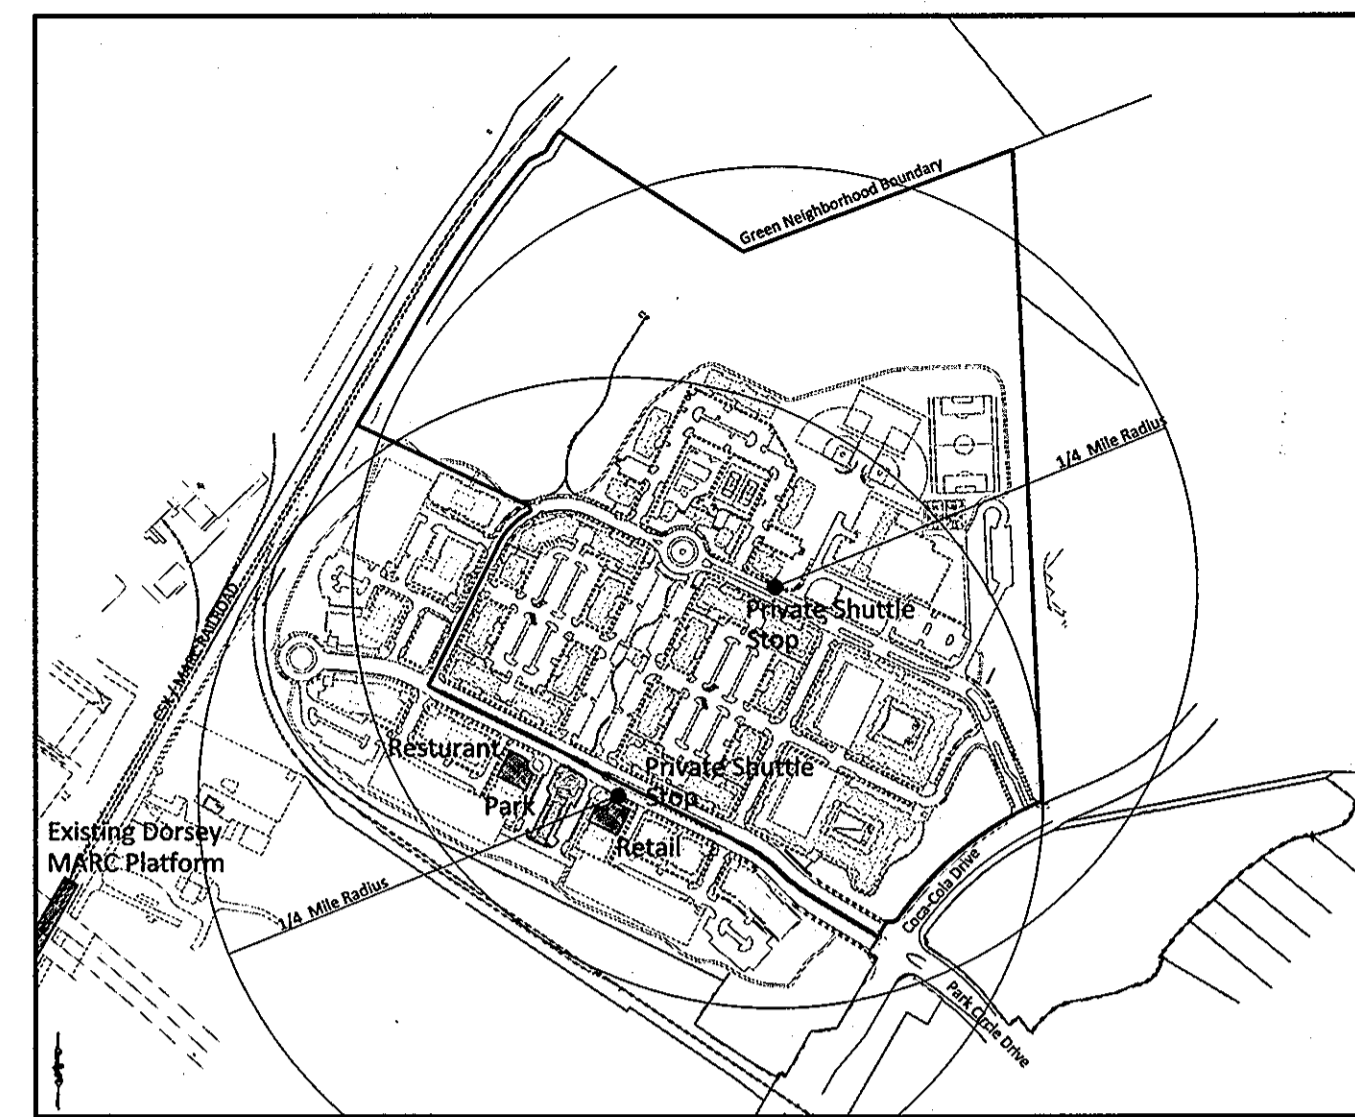 Green Neighborhood Boundary
1/4 Mile Radius
CSX / MARC RAILROAD
Private Shuttle
Stop
Resturant
Private Shuttle
Stop
Park
Retail
Existing Dorsey
MARC Platform
1/4 Mile Radius
Coca-Cola Drive
Park Circle Drive